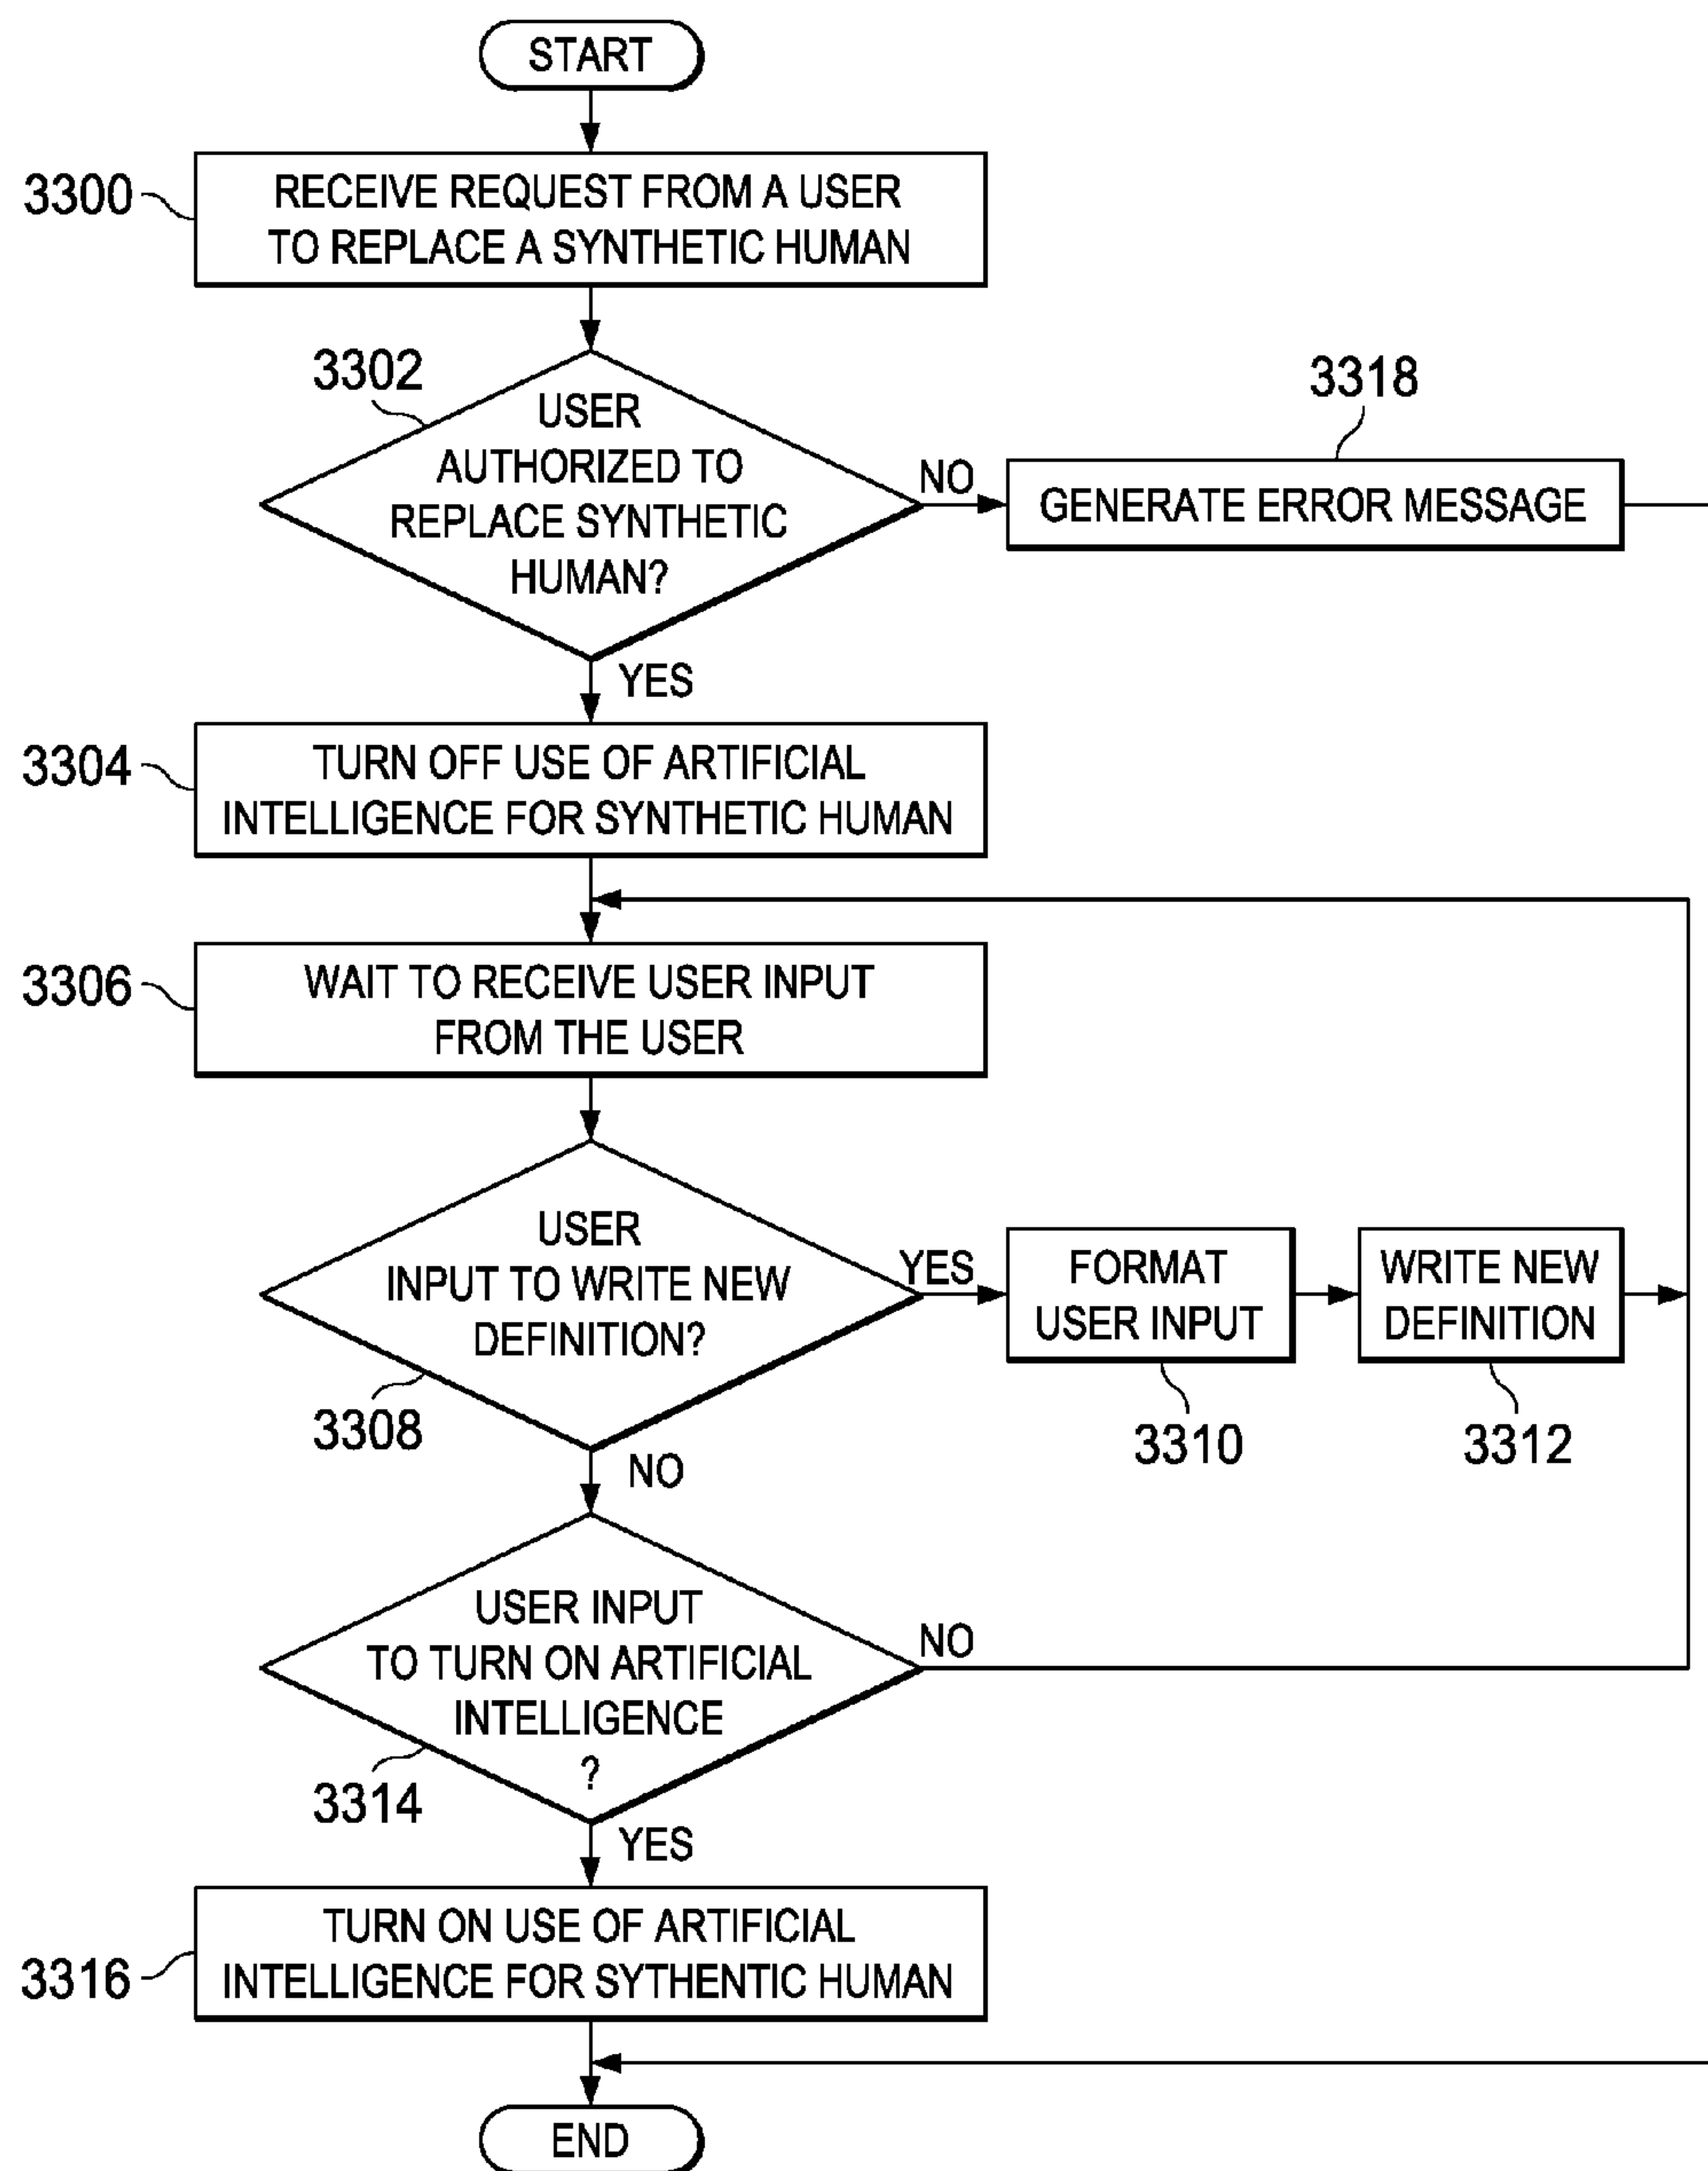 START
3300
RECEIVE REQUEST FROM A USER
TO REPLACE A SYNTHETIC HUMAN
3302
USER
AUTHORIZED TO
REPLACE SYNTHETIC
HUMAN?
NO
3318
GENERATE ERROR MESSAGE
YES
3304
TURN OFF USE OF ARTIFICIAL
INTELLIGENCE FOR SYNTHETIC HUMAN
3306
WAIT TO RECEIVE USER INPUT
FROM THE USER
USER
INPUT TO WRITE NEW
DEFINITION?
3308
YES
FORMAT
USER INPUT
3310
WRITE NEW
DEFINITION
3312
NO
USER INPUT
TO TURN ON ARTIFICIAL
INTELLIGENCE
?
3314
NO
YES
3316
TURN ON USE OF ARTIFICIAL
INTELLIGENCE FOR SYTHENTIC HUMAN
END